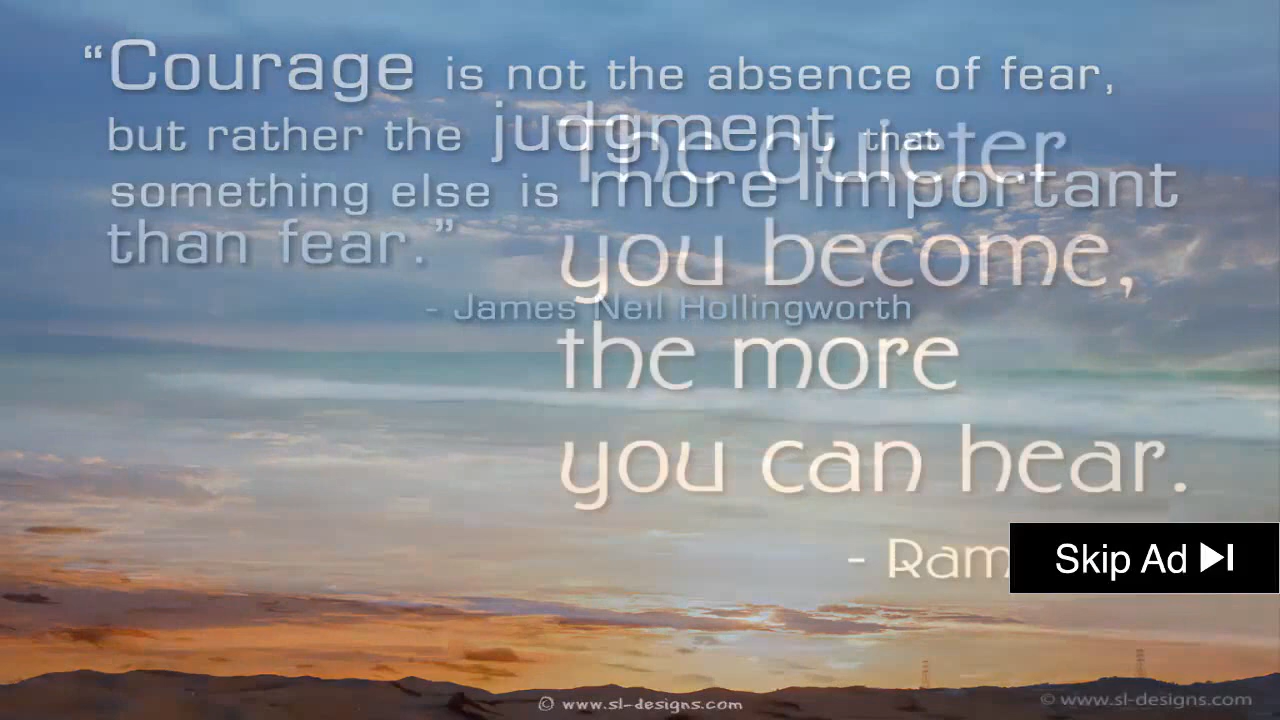 “Courage is not the absence of fear,
but rather the judgment, that
something else is more important
than fear.”
- James Neil Hollingworth
The quieter
you become,
the more
you can hear.
-
Skip Ad
© www.sl-designs.com
© www.sl-designs.com